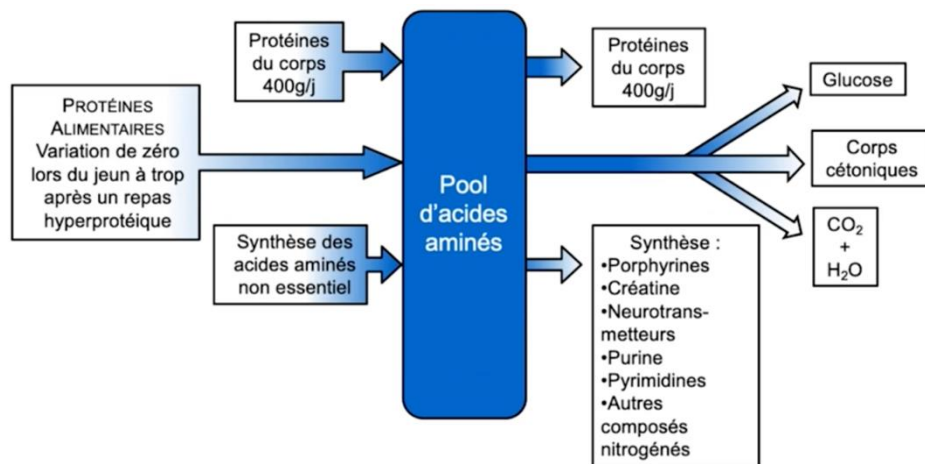 Protéines
du corps
400g/j
PROTÉINES
ALIMENTAIRES
Variation de zéro
lors du jeun à trop
après un repas
hyperprotéique
Synthèse des
acides aminés
non essentiel
Pool
d'acides
aminés
Protéines
du corps
400g/j
Glucose
Corps
cétoniques
CO₂
+
H₂O
Synthèse :
•Porphyrines
•Créatine
•Neurotrans-
metteurs
•Purine
•Pyrimidines
•Autres
composés
nitrogénés